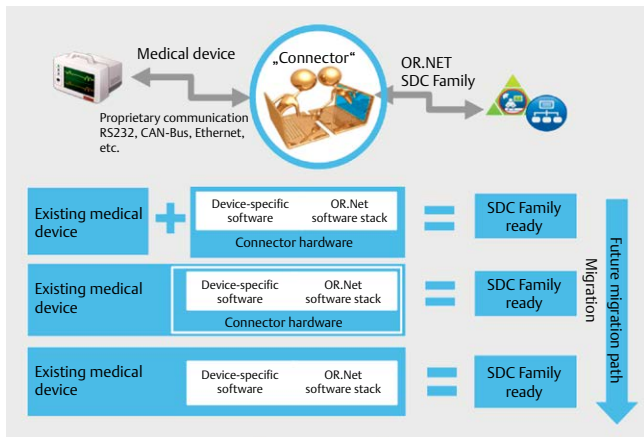 Medical device
„Connector“
OR.NET
SDC Family
Proprietary communication
RS232, CAN-Bus, Ethernet,
etc.
Existing medical
device
+
Device-specific
software
OR.Net
software stack
Connector hardware
=
SDC Family
ready
Existing medical
device
Device-specific
software
OR.Net
software stack
Connector hardware
=
SDC Family
ready
Existing medical
device
Device-specific
software
OR.Net
software stack
=
SDC Family
ready
Migration
Future migration path